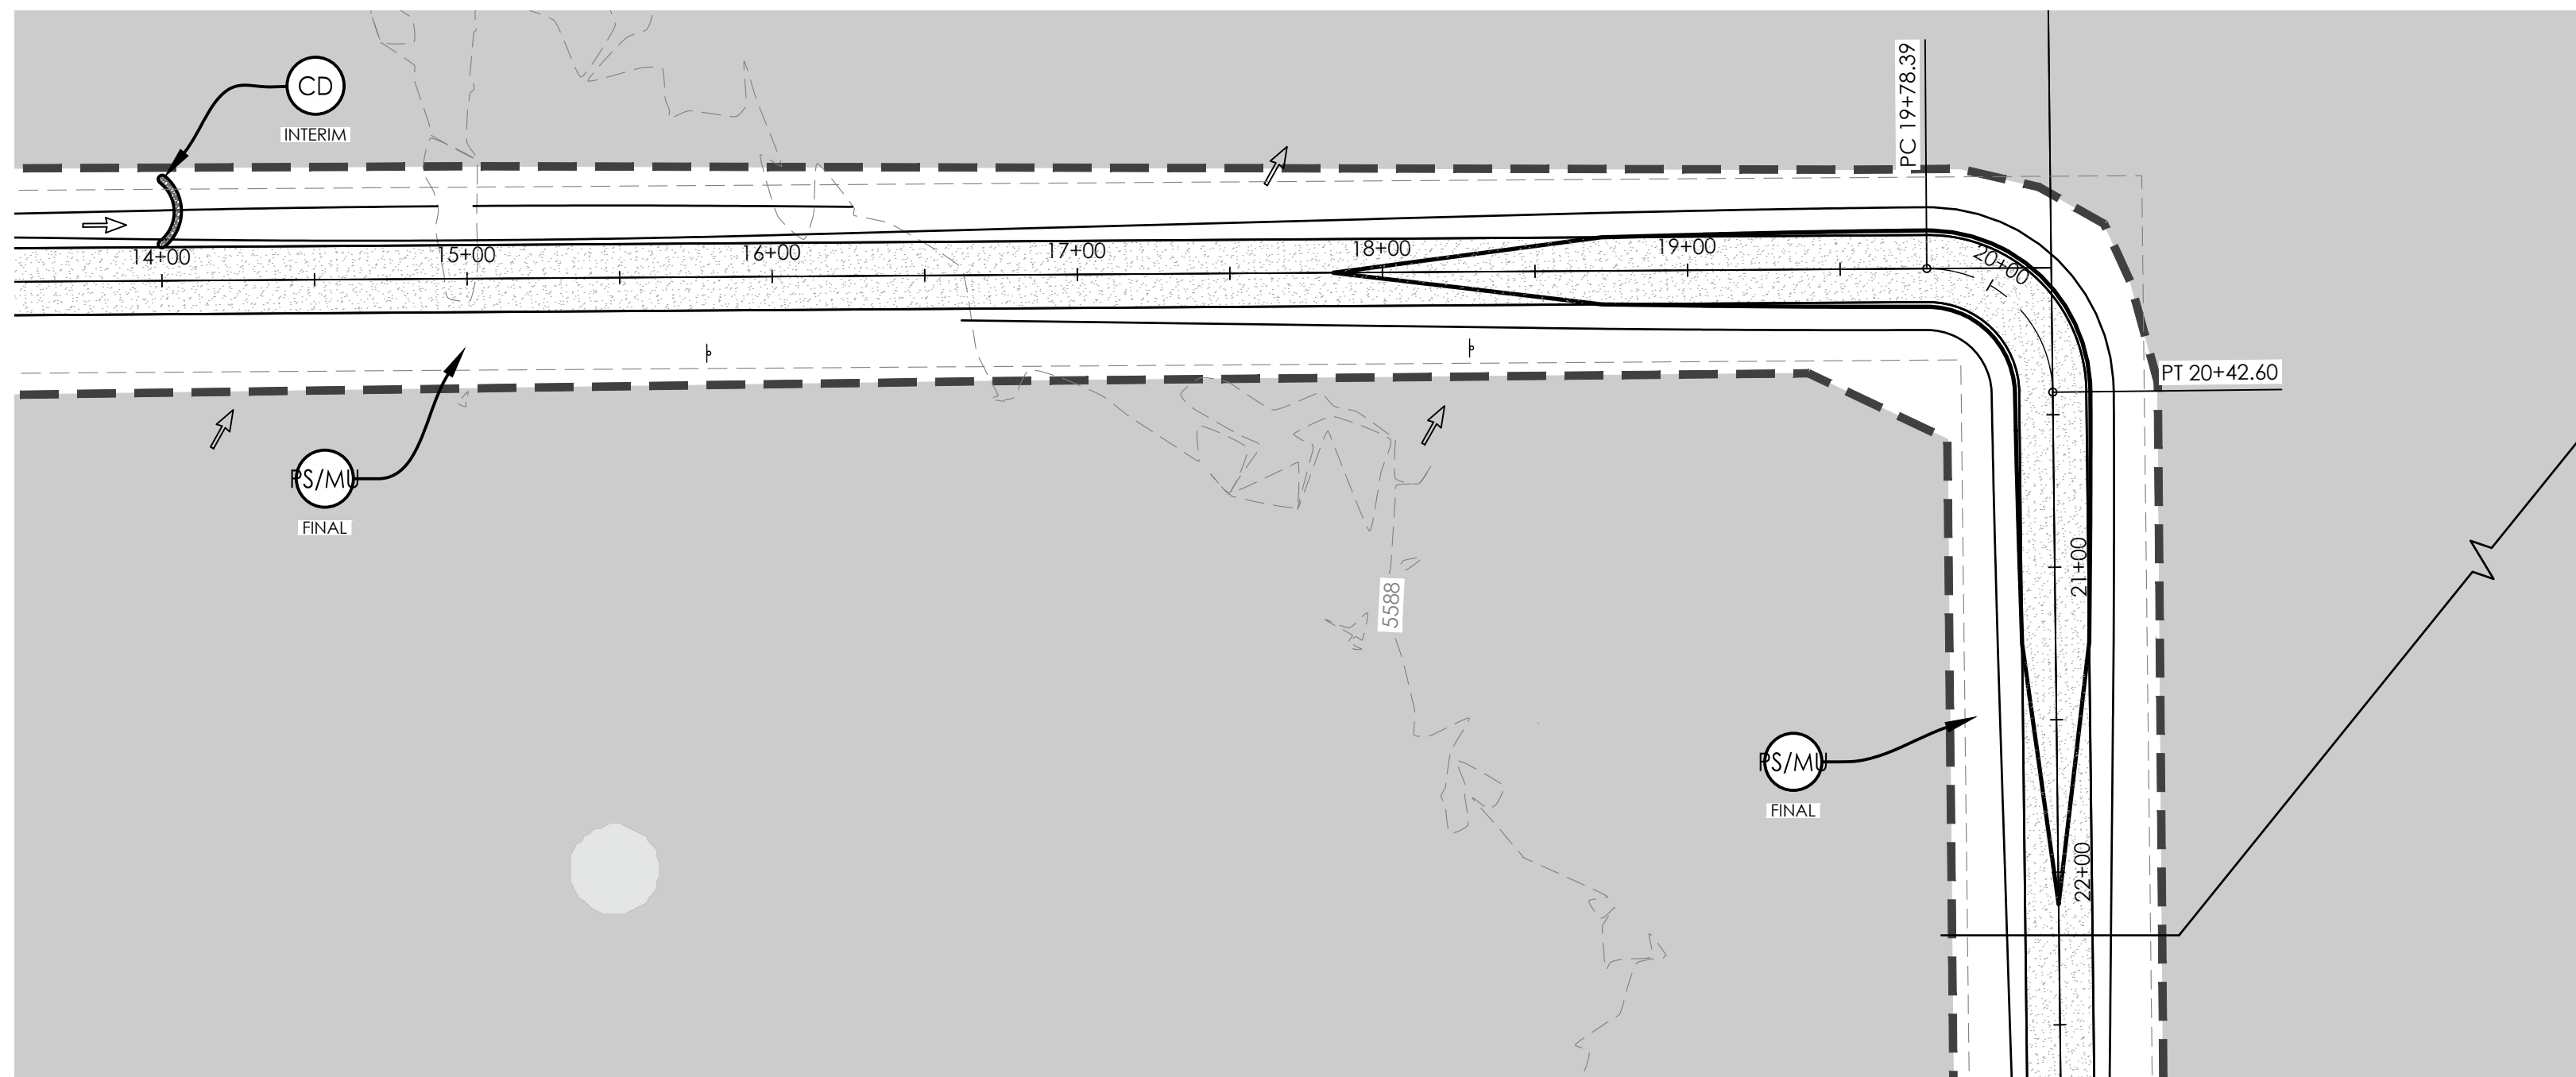 PC 19+78.39
CD
INTERIM
14+00
15+00
16+00
17+00
18+00
19+00
20+00
PT 20+42.60
PS/MU
FINAL
21+00
5588
PS/MU
FINAL
22+00